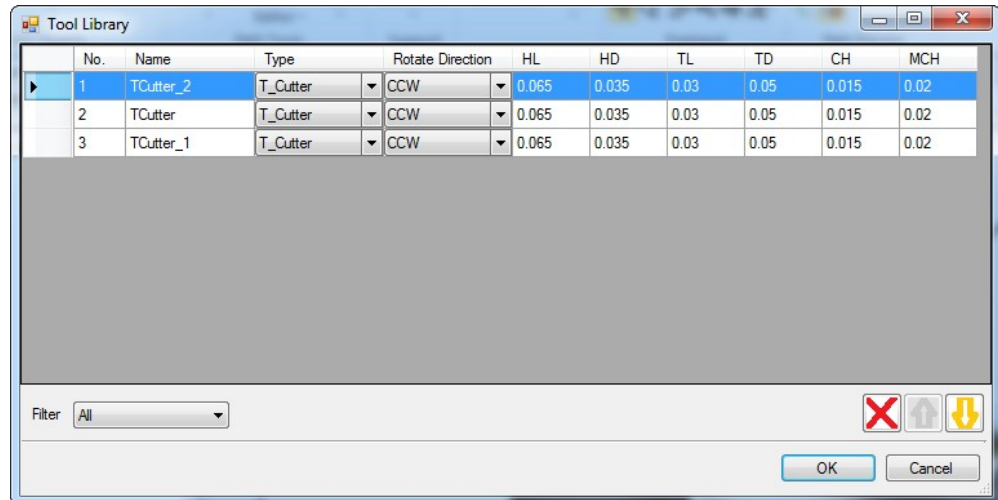 Tool Library
No. Name Type Rotate Direction HL HD TL TD CH MCH
1 TCutter_2 T_Cutter CCW 0.065 0.035 0.03 0.05 0.015 0.02
2 TCutter T_Cutter CCW 0.065 0.035 0.03 0.05 0.015 0.02
3 TCutter_1 T_Cutter CCW 0.065 0.035 0.03 0.05 0.015 0.02
Filter All
OK Cancel